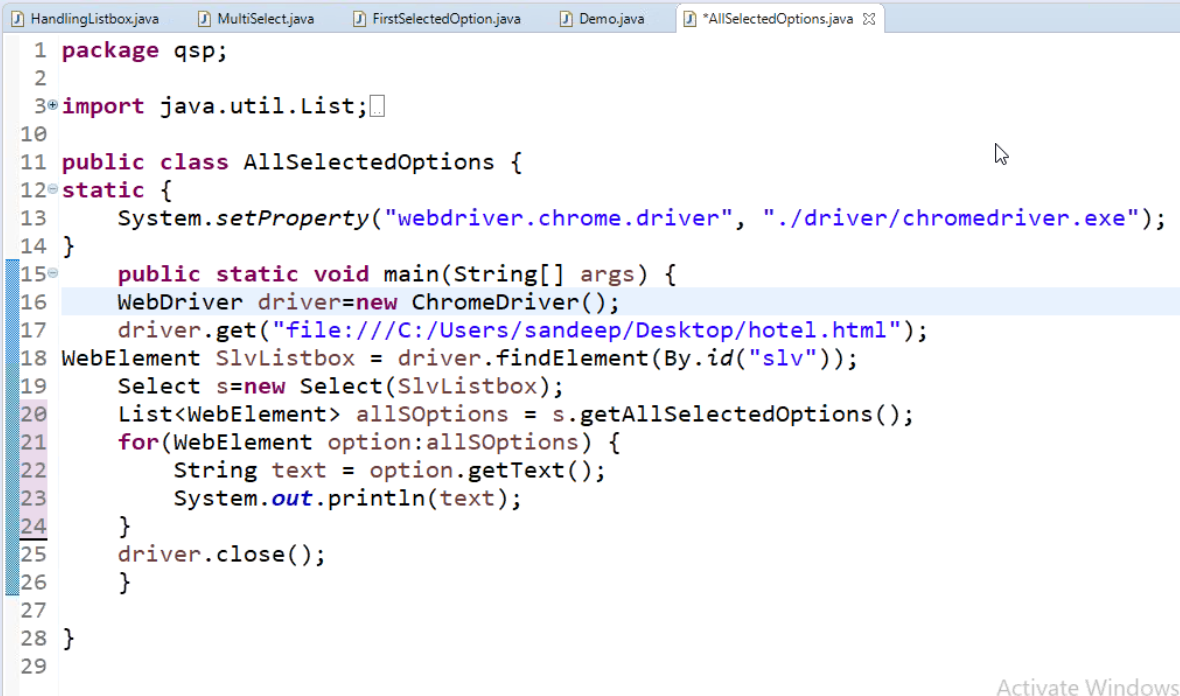 HandlingListbox.java MultiSelect.java FirstSelectedOption.java Demo.java *AllSelectedOptions.java
1 package qsp;
2
3 import java.util.List;
10
11 public class AllSelectedOptions {
12 static {
13     System.setProperty("webdriver.chrome.driver", "./driver/chromedriver.exe");
14 }
15     public static void main(String[] args) {
16     WebDriver driver=new ChromeDriver();
17     driver.get("file:///C:/Users/sandeep/Desktop/hotel.html");
18 WebElement SlvListbox = driver.findElement(By.id("slv"));
19     Select s=new Select(SlvListbox);
20     List<WebElement> allSOptions = s.getAllSelectedOptions();
21     for(WebElement option:allSOptions) {
22         String text = option.getText();
23         System.out.println(text);
24     }
25     driver.close();
26     }
27
28 }
29
Activate Windows